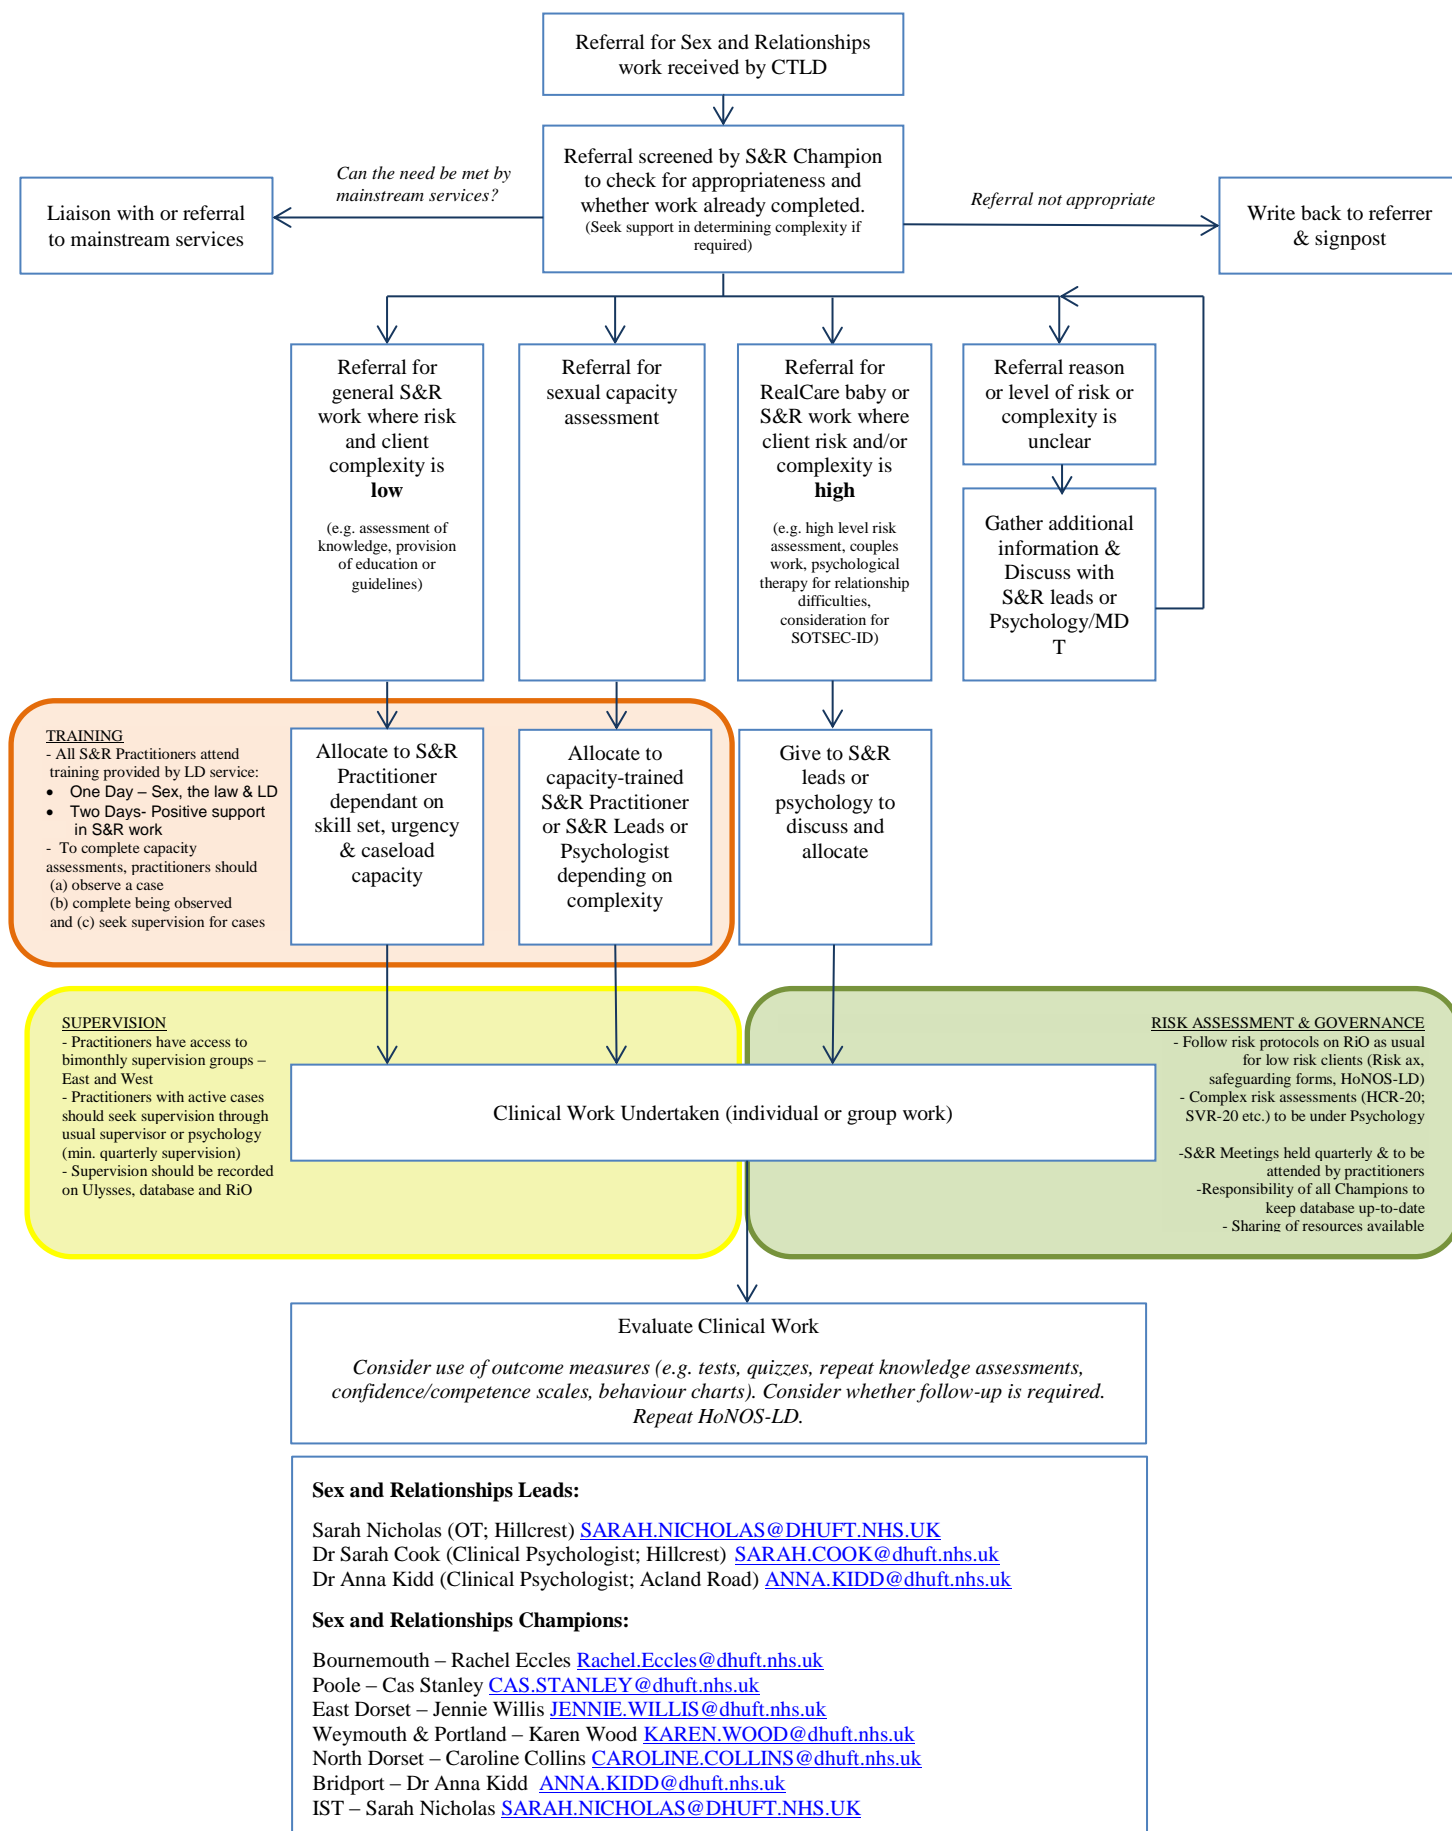 Referral for Sex and Relationships
work received by CTLD
Referral screened by S&R Champion
to check for appropriateness and
whether work already completed.
(Seek support in determining complexity if
required)
Can the need be met by
mainstream services?
Liaison with or referral
to mainstream services
Referral not appropriate
Write back to referrer
& signpost
Referral for
general S&R
work where risk
and client
complexity is
low
(e.g. assessment of
knowledge, provision
of education or
guidelines)
Referral for
sexual capacity
assessment
Referral for
RealCare baby or
S&R work where
client risk and/or
complexity is
high
(e.g. high level risk
assessment, couples
work, psychological
therapy for relationship
difficulties,
consideration for
SOTSEC-ID)
Referral reason
or level of risk or
complexity is
unclear
Gather additional
information &
Discuss with
S&R leads or
Psychology/MD
T
TRAINING
- All S&R Practitioners attend
training provided by LD service:
• One Day – Sex, the law & LD
• Two Days- Positive support
in S&R work
- To complete capacity
assessments, practitioners should
(a) observe a case
(b) complete being observed
and (c) seek supervision for cases
Allocate to S&R
Practitioner
dependant on
skill set, urgency
& caseload
capacity
Allocate to
capacity-trained
S&R Practitioner
or S&R Leads or
Psychologist
depending on
complexity
Give to S&R
leads or
psychology to
discuss and
allocate
SUPERVISION
- Practitioners have access to
bimonthly supervision groups –
East and West
- Practitioners with active cases
should seek supervision through
usual supervisor or psychology
(min. quarterly supervision)
- Supervision should be recorded
on Ulysses, database and RiO
Clinical Work Undertaken (individual or group work)
RISK ASSESSMENT & GOVERNANCE
- Follow risk protocols on RiO as usual
for low risk clients (Risk ax,
safeguarding forms, HoNOS-LD)
- Complex risk assessments (HCR-20;
SVR-20 etc.) to be under Psychology
-S&R Meetings held quarterly & to be
attended by practitioners
-Responsibility of all Champions to
keep database up-to-date
- Sharing of resources available
Evaluate Clinical Work
Consider use of outcome measures (e.g. tests, quizzes, repeat knowledge assessments,
confidence/competence scales, behaviour charts). Consider whether follow-up is required.
Repeat HoNOS-LD.
Sex and Relationships Leads:
Sarah Nicholas (OT; Hillcrest) SARAH.NICHOLAS@DHUFT.NHS.UK
Dr Sarah Cook (Clinical Psychologist; Hillcrest) SARAH.COOK@dhuft.nhs.uk
Dr Anna Kidd (Clinical Psychologist; Acland Road) ANNA.KIDD@dhuft.nhs.uk
Sex and Relationships Champions:
Bournemouth – Rachel Eccles Rachel.Eccles@dhuft.nhs.uk
Poole – Cas Stanley CAS.STANLEY@dhuft.nhs.uk
East Dorset – Jennie Willis JENNIE.WILLIS@dhuft.nhs.uk
Weymouth & Portland – Karen Wood KAREN.WOOD@dhuft.nhs.uk
North Dorset – Caroline Collins CAROLINE.COLLINS@dhuft.nhs.uk
Bridport – Dr Anna Kidd ANNA.KIDD@dhuft.nhs.uk
IST – Sarah Nicholas SARAH.NICHOLAS@DHUFT.NHS.UK